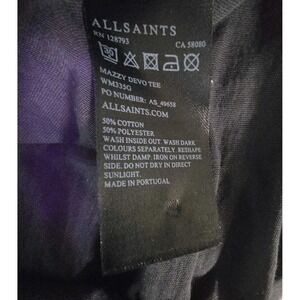 ALLSAINTS
RN 128793 CA 58080
30
MAZZY DEVO TEE
WM335G
PO NUMBER: AS_49658
ALLSAINTS.COM
50% COTTON
50% POLYESTER
WASH INSIDE OUT. WASH DARK
COLOURS SEPARATELY. RESHAPE
WHILST DAMP. IRON ON REVERSE
SIDE. DO NOT DRY IN DIRECT
SUNLIGHT.
MADE IN PORTUGAL